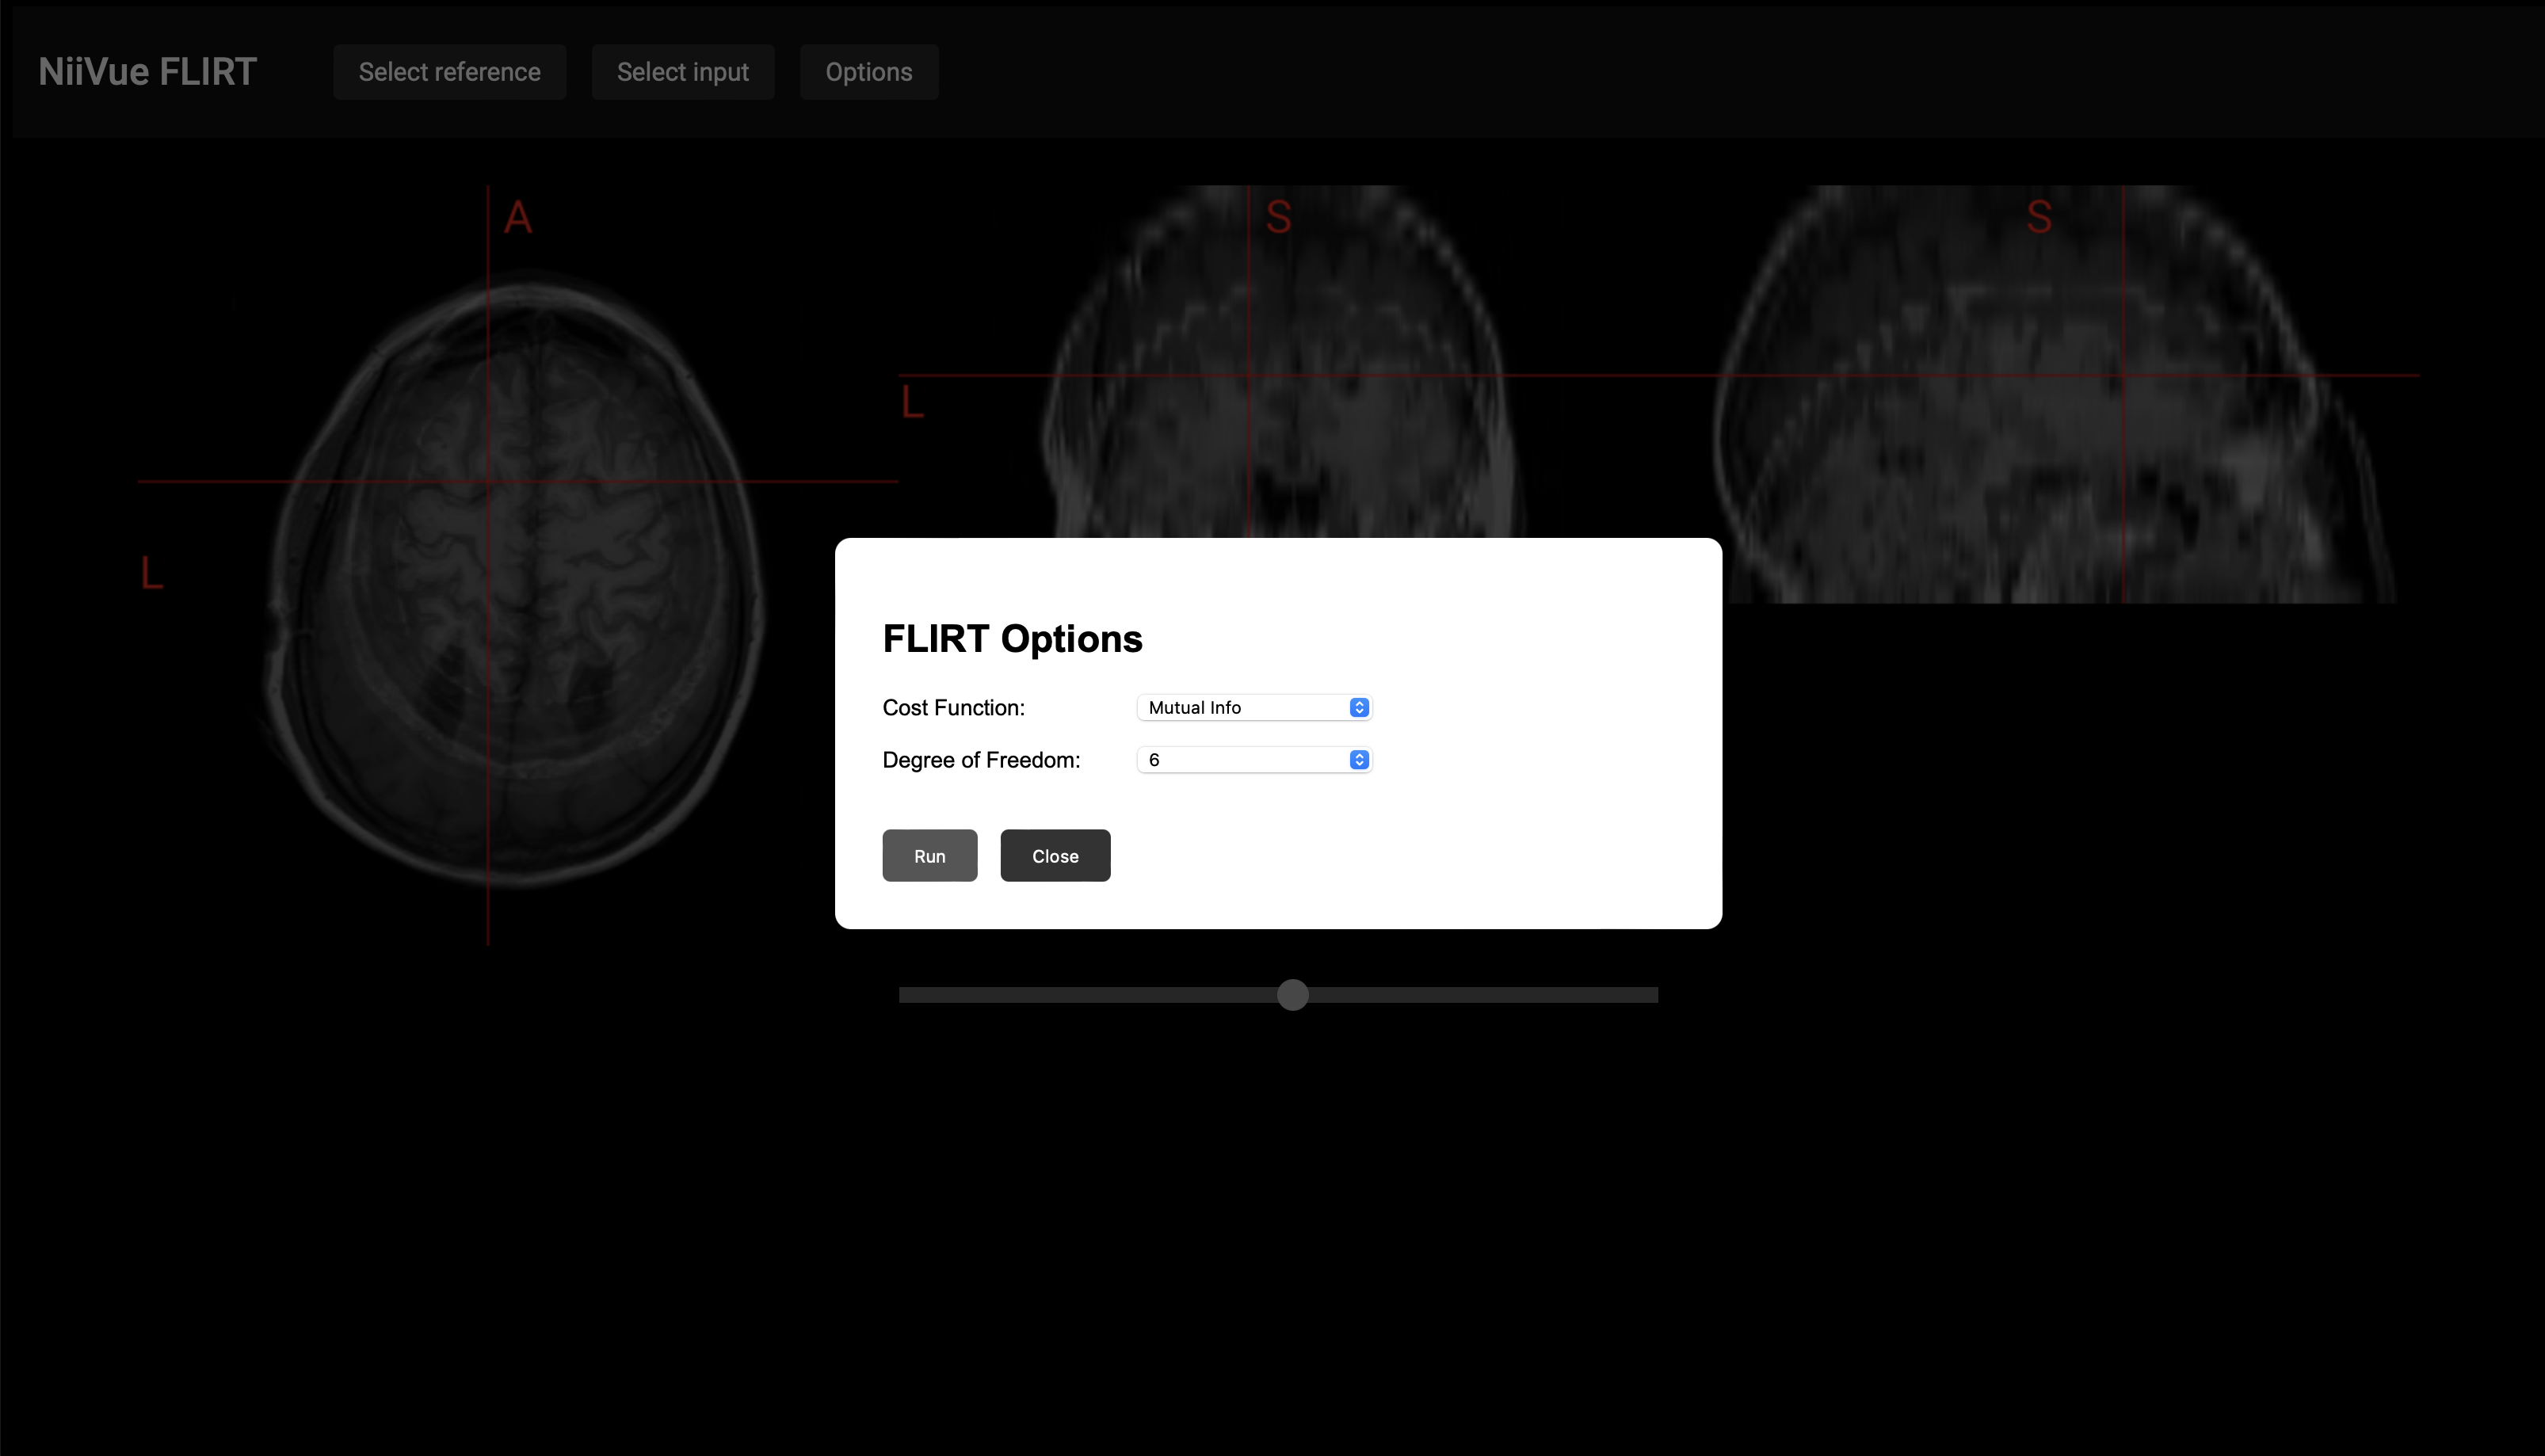 NiiVue FLIRT Select reference Select input Options
A
S
S
L
L
FLIRT Options
Cost Function: Mutual Info
Degree of Freedom: 6
Run Close